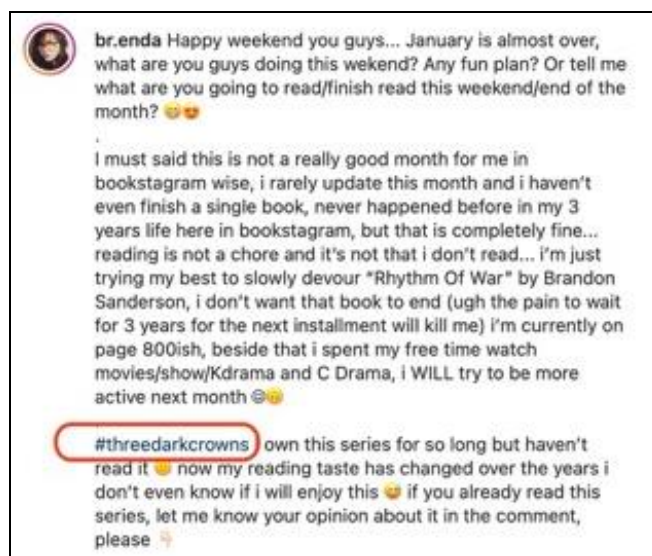 br.enda Happy weekend you guys... January is almost over,
what are you guys doing this wekend? Any fun plan? Or tell me
what are you going to read/finish read this weekend/end of the
month? 😁😍
.
I must said this is not a really good month for me in
bookstagram wise, i rarely update this month and i haven't
even finish a single book, never happened before in my 3
years life here in bookstagram, but that is completely fine...
reading is not a chore and it's not that i don't read... i'm just
trying my best to slowly devour "Rhythm Of War" by Brandon
Sanderson, i don't want that book to end (ugh the pain to wait
for 3 years for the next installment will kill me) i'm currently on
page 800ish, beside that i spent my free time watch
movies/show/Kdrama and C Drama, i WILL try to be more
active next month
#threedarkcrowns own this series for so long but haven't
read it now my reading taste has changed over the years i
don't even know if i will enjoy this 😅 if you already read this
series, let me know your opinion about it in the comment,
please 👇🏻